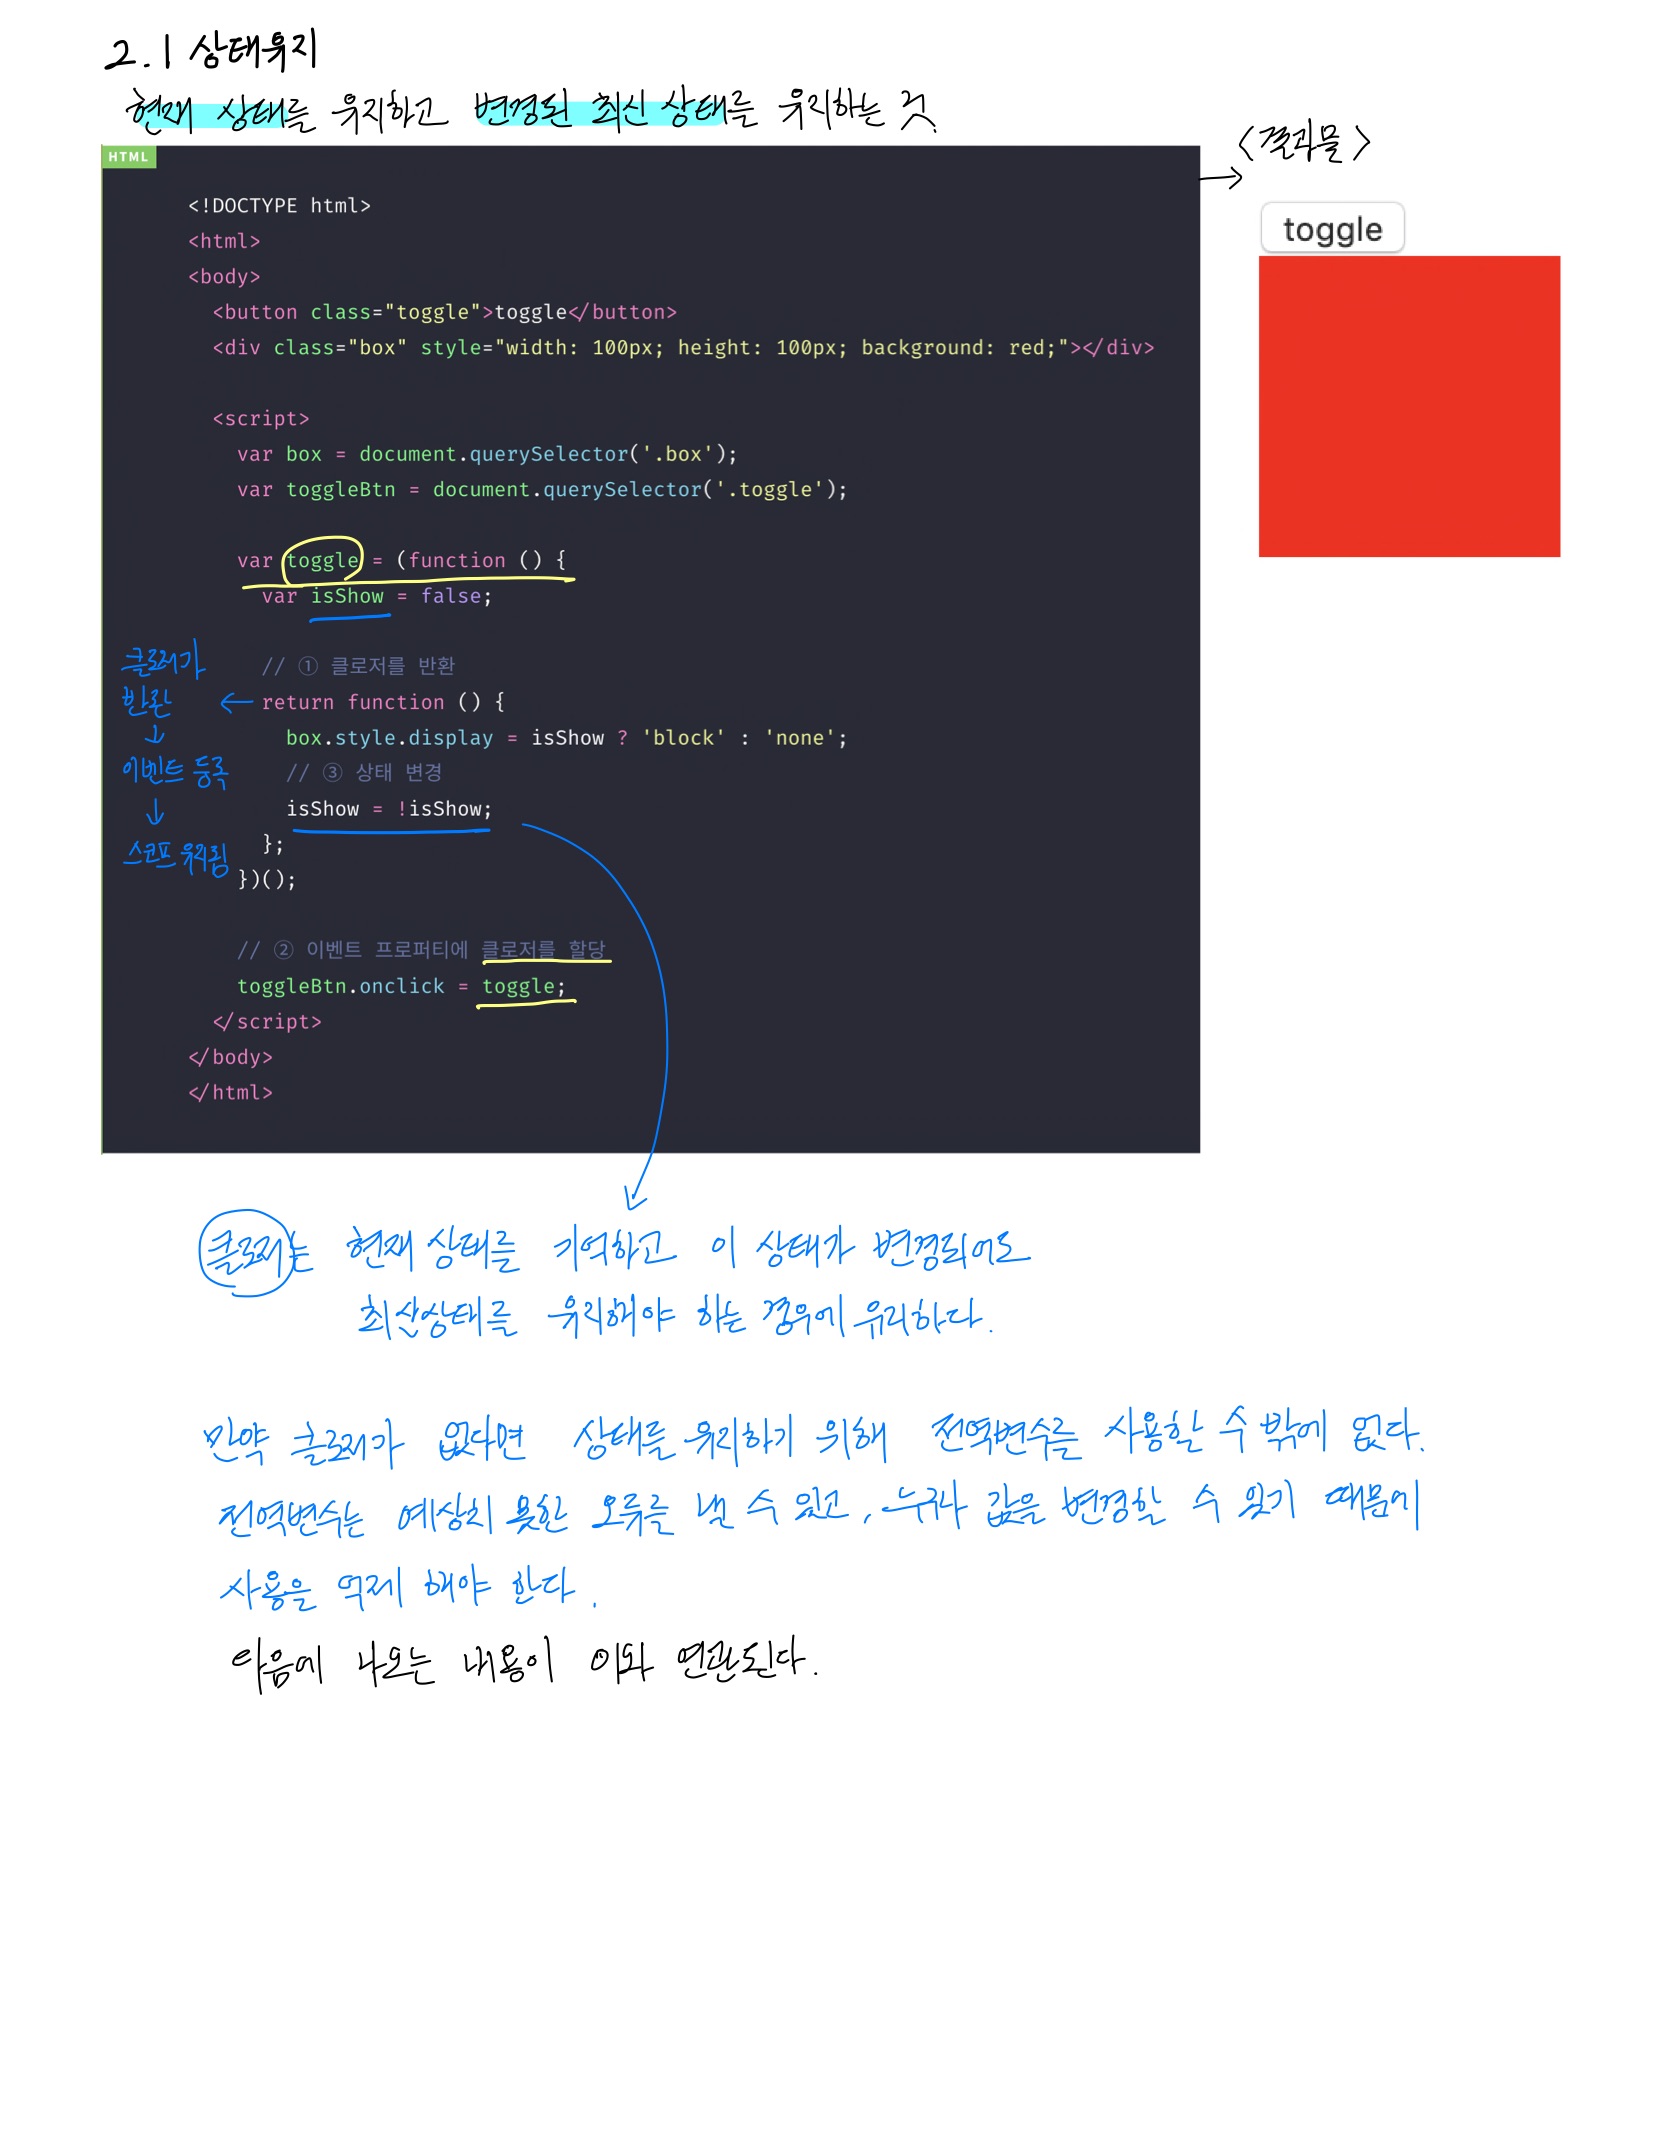 2.1 상태유지
현재 상태를 유지하고 변경된 최신 상태를 유지하는 것.
<결과물>
HTML
toggle
<!DOCTYPE html>
<html>
<body>
<button class="toggle">toggle</button>
<div class="box" style="width: 100px; height: 100px; background: red;"></div>
<script>
var box = document.querySelector('.box');
var toggleBtn = document.querySelector('.toggle');
var toggle = (function () {
var isShow = false;
// ① 클로저를 반환
return function () {
box.style.display = isShow ? 'block' : 'none';
// ③ 상태 변경
isShow = !isShow;
};
})();
// ② 이벤트 프로퍼티에 클로저를 할당
toggleBtn.onclick = toggle;
</script>
</body>
</html>
클로저가
반환
이벤트 등록
스코프 유지됨
클로저는 현재 상태를 기억하고 이 상태가 변경되어도
최신상태를 유지해야 하는 경우에 유리하다.
만약 클로저가 없다면 상태를 유지하기 위해 전역변수를 사용할 수 밖에 없다.
전역변수는 예상치 못한 오류를 낼 수 있고, 누구나 값을 변경할 수 있기 때문에
사용을 억제 해야 한다.
다음에 나오는 내용이 이와 연관된다.